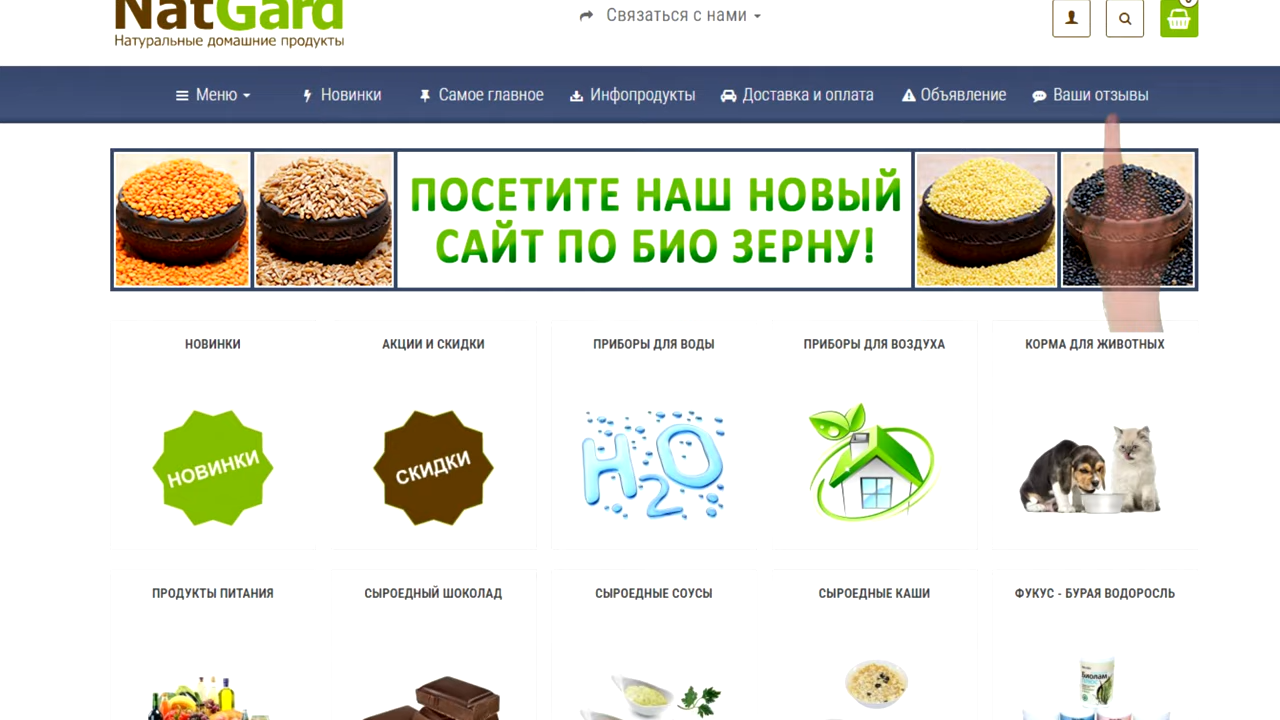 NatGard
Натуральные домашние продукты
Связаться с нами
Меню
Новинки
Самое главное
Инфопродукты
Доставка и оплата
Объявление
Ваши отзывы
ПОСЕТИТЕ НАШ НОВЫЙ
САЙТ ПО БИО ЗЕРНУ!
НОВИНКИ
АКЦИИ И СКИДКИ
ПРИБОРЫ ДЛЯ ВОДЫ
ПРИБОРЫ ДЛЯ ВОЗДУХА
КОРМА ДЛЯ ЖИВОТНЫХ
НОВИНКИ
СКИДКИ
H2O
ПРОДУКТЫ ПИТАНИЯ
СЫРОЕДНЫЙ ШОКОЛАД
СЫРОЕДНЫЕ СОУСЫ
СЫРОЕДНЫЕ КАШИ
ФУКУС - БУРАЯ ВОДОРОСЛЬ